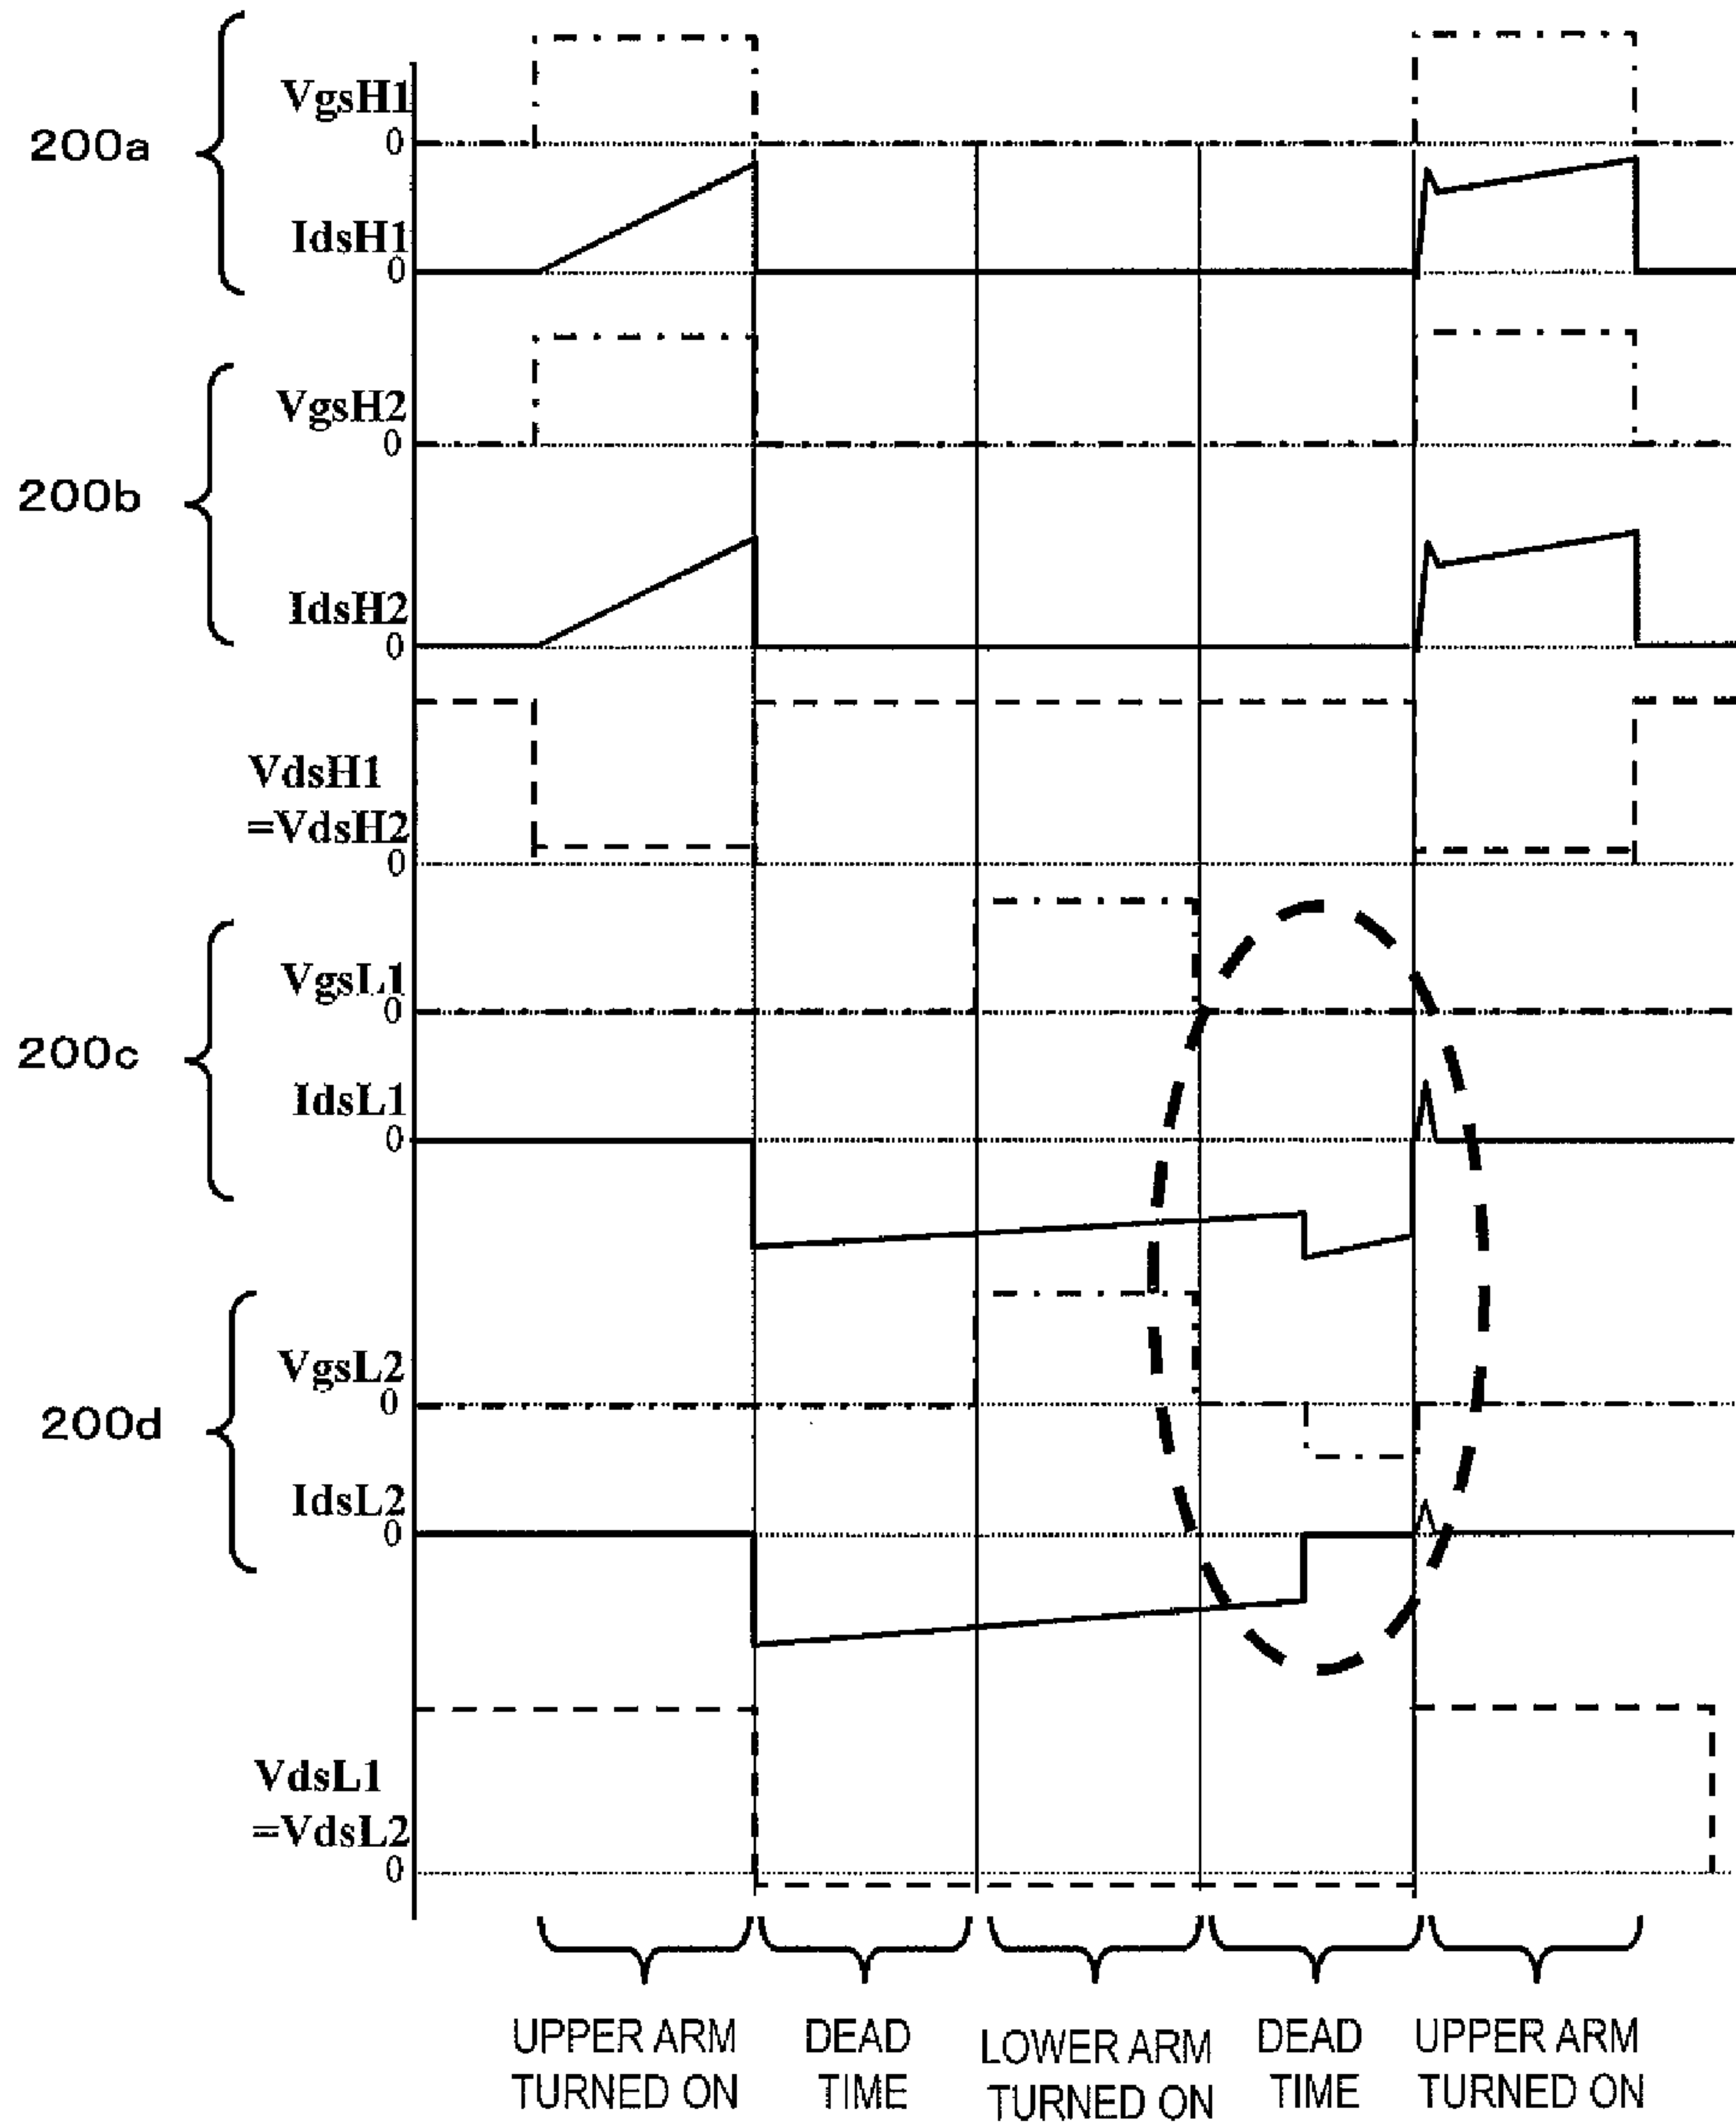 200a
VgsH1
0
IdsH1
0
200b
VgsH2
0
IdsH2
0
VdsH1
=VdsH2
0
200c
VgsL1
0
IdsL1
0
200d
VgsL2
0
IdsL2
0
VdsL1
=VdsL2
0
UPPER ARM
TURNED ON
DEAD
TIME
LOWER ARM
TURNED ON
DEAD
TIME
UPPER ARM
TURNED ON